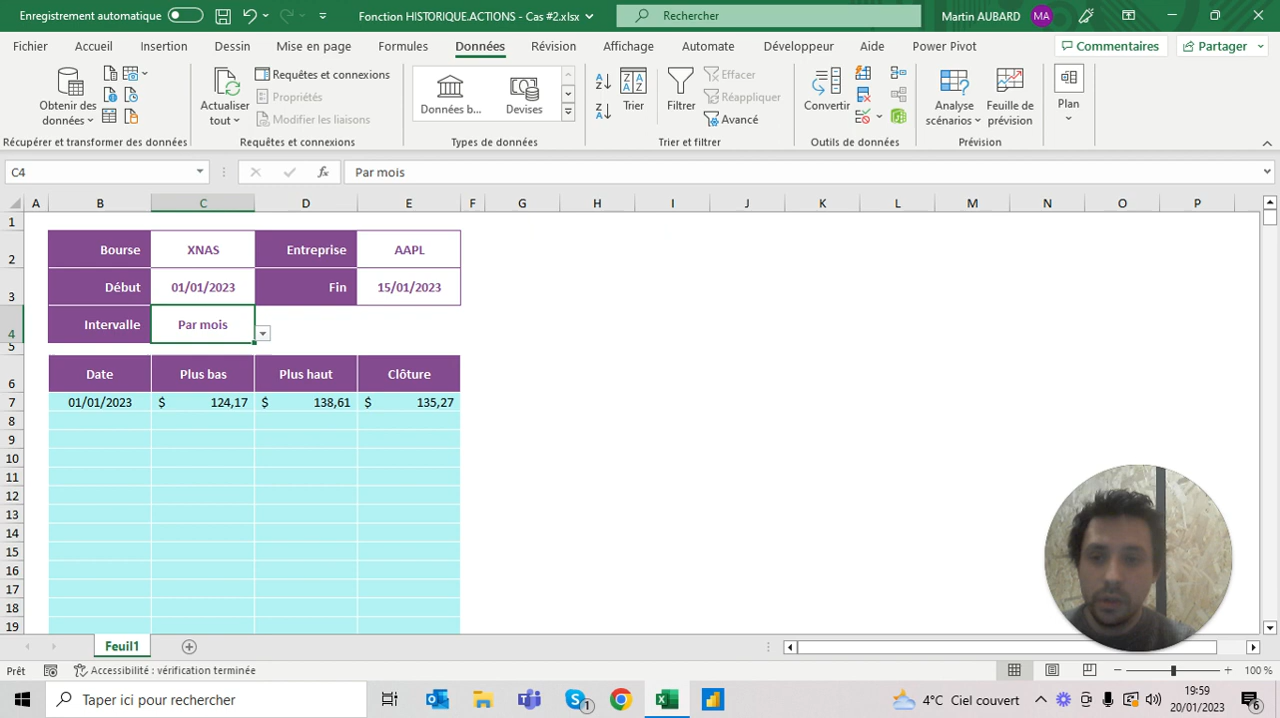 Enregistrement automatique Fonction HISTORIQUE.ACTIONS - Cas #2.xlsx Rechercher Martin AUBARD MA
Fichier Accueil Insertion Dessin Mise en page Formules Données Révision Affichage Automate Développeur Aide Power Pivot Commentaires Partager
Obtenir des données
Actualiser tout
Requêtes et connexions
Propriétés
Modifier les liaisons
Données b... Devises
Trier
Filtrer
Effacer
Réappliquer
Avancé
Convertir
Analyse scénarios
Feuille de prévision
Plan
Récupérer et transformer des données Requêtes et connexions Types de données Trier et filtrer Outils de données Prévision
C4 fx Par mois
A B C D E F G H I J K L M N O P
1
2 Bourse XNAS Entreprise AAPL
3 Début 01/01/2023 Fin 15/01/2023
4 Intervalle Par mois
5
6 Date Plus bas Plus haut Clôture
7 01/01/2023 $ 124,17 $ 138,61 $ 135,27
8
9
10
11
12
13
14
15
16
17
18
19
Feuil1
Prêt Accessibilité : vérification terminée 100 %
Taper ici pour rechercher 1 4°C Ciel couvert 19:59
20/01/2023 6